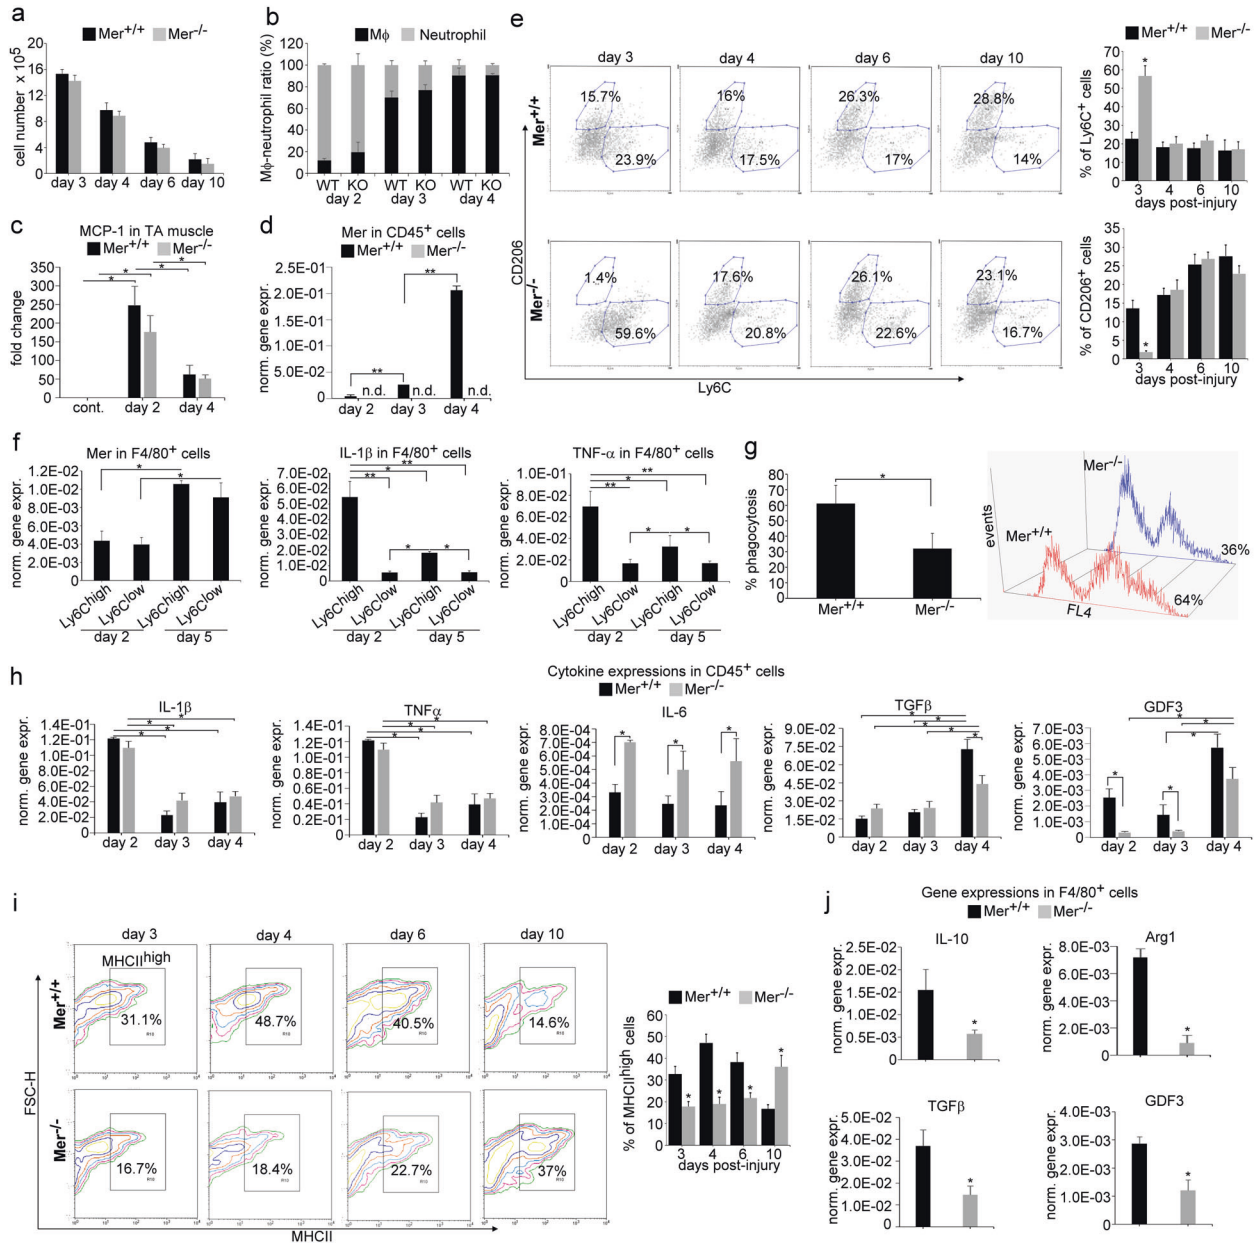 a
Mer+/+ Mer-/-
cell number x 10^5
20
16
12
8
4
0
day 3 day 4 day 6 day 10
b
Mϕ Neutrophil
Mϕ-neutrophil ratio (%)
120
100
80
60
40
20
0
WT KO WT KO WT KO
day 2 day 3 day 4
c
MCP-1 in TA muscle
Mer+/+ Mer-/-
fold change
350
300
250
200
150
100
50
0
* * * *
*
cont. day 2 day 4
d
Mer in CD45+ cells
Mer+/+ Mer-/-
norm. gene expr.
2.5E-01
2.0E-01
1.5E-01
1.0E-01
5.0E-02
0
** **
n.d. n.d. n.d.
day 2 day 3 day 4
e
day 3 day 4 day 6 day 10
Mer+/+
15.7% 16% 26.3% 28.8%
23.9% 17.5% 17% 14%
Mer-/-
1.4% 17.6% 26.1% 23.1%
59.6% 20.8% 22.6% 16.7%
CD206
Ly6C
Mer+/+ Mer-/-
% of Ly6C+ cells
70
60
50
40
30
20
10
0
*
3 4 6 10
days post-injury
% of CD206+ cells
35
30
25
20
15
10
5
0
*
3 4 6 10
days post-injury
f
Mer in F4/80+ cells
norm. gene expr.
1.2E-02
1.0E-02
8.0E-03
6.0E-03
4.0E-03
2.0E-03
0
* *
Ly6Chigh Ly6Clow Ly6Chigh Ly6Clow
day 2 day 5
IL-1β in F4/80+ cells
norm. gene expr.
7.0E-02
6.0E-02
5.0E-02
4.0E-02
3.0E-02
2.0E-02
1.0E-02
0
**
*
**
* *
Ly6Chigh Ly6Clow Ly6Chigh Ly6Clow
day 2 day 5
TNF-α in F4/80+ cells
norm. gene expr.
1.0E-01
9.0E-02
7.0E-02
5.0E-02
3.0E-02
1.0E-02
0
**
*
**
* *
Ly6Chigh Ly6Clow Ly6Chigh Ly6Clow
day 2 day 5
g
% phagocytosis
80
70
60
50
40
30
20
10
0
*
Mer+/+ Mer-/-
events
Mer-/-
Mer+/+
36%
64%
FL4
h
Cytokine expressions in CD45+ cells
Mer+/+ Mer-/-
IL-1β
norm. gene expr.
1.4E-01
1.2E-01
1.0E-02
8.0E-02
6.0E-02
4.0E-02
2.0E-02
0
* *
* *
day 2 day 3 day 4
TNFα
norm. gene expr.
1.4E-01
1.2E-01
1.0E-01
0.8E-01
0.6E-01
0.4E-01
0.2E-01
0
* *
* *
day 2 day 3 day 4
IL-6
norm. gene expr.
8.0E-04
7.0E-04
6.0E-04
5.0E-04
4.0E-04
3.0E-04
2.0E-04
1.0E-04
0
* * *
day 2 day 3 day 4
TGFβ
norm. gene expr.
9.0E-02
7.5E-02
6.0E-02
4.5E-02
3.0E-02
1.5E-02
0
*
*
*
* *
day 2 day 3 day 4
GDF3
norm. gene expr.
7.0E-03
6.0E-03
5.0E-03
4.0E-03
3.0E-03
2.0E-03
1.0E-03
0
*
*
*
* *
day 2 day 3 day 4
i
day 3 day 4 day 6 day 10
MHCIIhigh
Mer+/+
31.1% 48.7% 40.5% 14.6%
Mer-/-
16.7% 18.4% 22.7% 37%
FSC-H
MHCII
Mer+/+ Mer-/-
% of MHCIIhigh cells
60
50
40
30
20
10
0
* * * *
3 4 6 10
days post-injury
j
Gene expressions in F4/80+ cells
Mer+/+ Mer-/-
IL-10
norm. gene expr.
2.5E-02
2.0E-02
1.5E-02
1.0E-02
0.5E-03
0
*
Arg1
norm. gene expr.
8.0E-03
6.0E-03
4.0E-03
2.0E-03
0
*
TGFβ
norm. gene expr.
5.0E-02
4.0E-02
3.0E-02
2.0E-02
1.0E-02
0
*
GDF3
norm. gene expr.
4.0E-03
3.0E-03
2.0E-03
1.0E-03
0
*